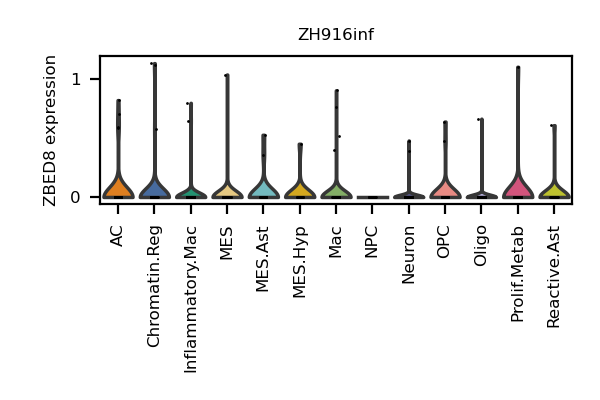 ZH916inf
ZBED8 expression
1
0
AC
Chromatin.Reg
Inflammatory.Mac
MES
MES.Ast
MES.Hyp
Mac
NPC
Neuron
OPC
Oligo
Prolif.Metab
Reactive.Ast